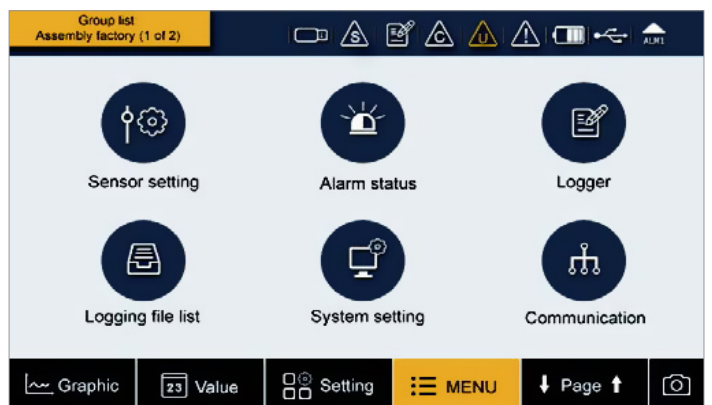 Group list
Assembly factory (1 of 2)
S
C
U
!
ALM1
Sensor setting
Alarm status
Logger
Logging file list
System setting
Communication
Graphic
23 Value
Setting
MENU
Page